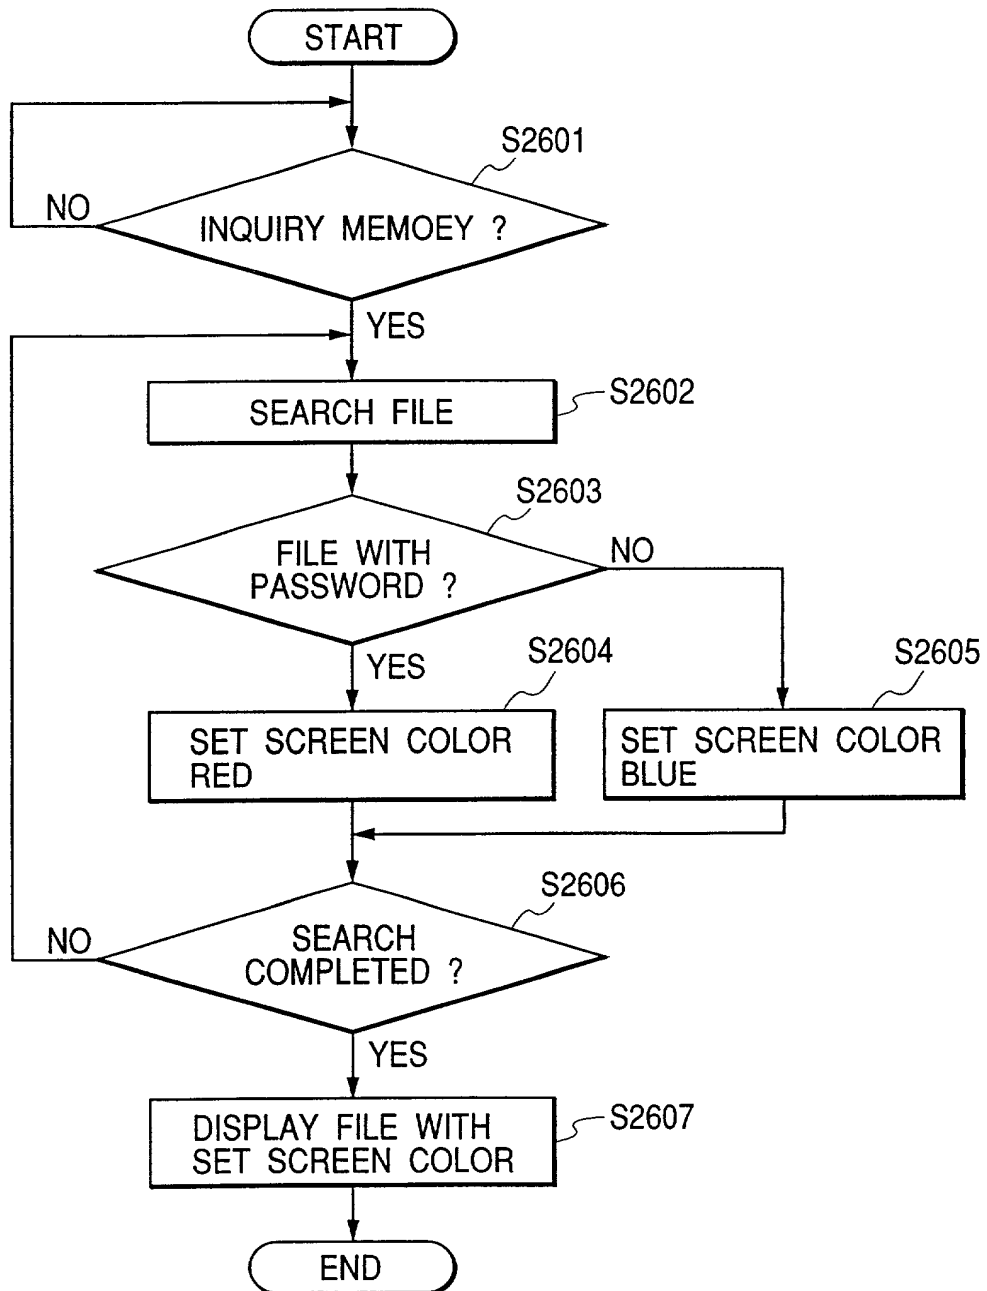 START
S2601
NO
INQUIRY MEMOEY ?
YES
SEARCH FILE
S2602
S2603
FILE WITH
PASSWORD ?
NO
YES
S2604
S2605
SET SCREEN COLOR
RED
SET SCREEN COLOR
BLUE
S2606
NO
SEARCH
COMPLETED ?
YES
DISPLAY FILE WITH
SET SCREEN COLOR
S2607
END